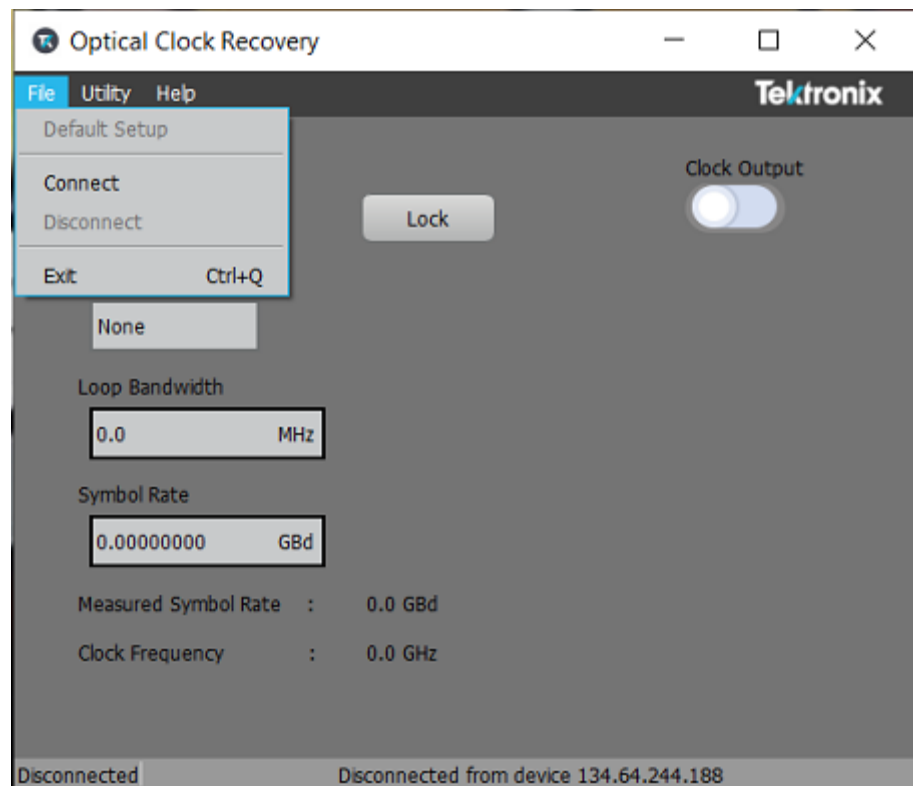 Optical Clock Recovery
File Utility Help Tektronix
Default Setup
Connect
Disconnect
Exit Ctrl+Q
Clock Output
Lock
None
Loop Bandwidth
0.0 MHz
Symbol Rate
0.00000000 GBd
Measured Symbol Rate : 0.0 GBd
Clock Frequency : 0.0 GHz
Disconnected Disconnected from device 134.64.244.188